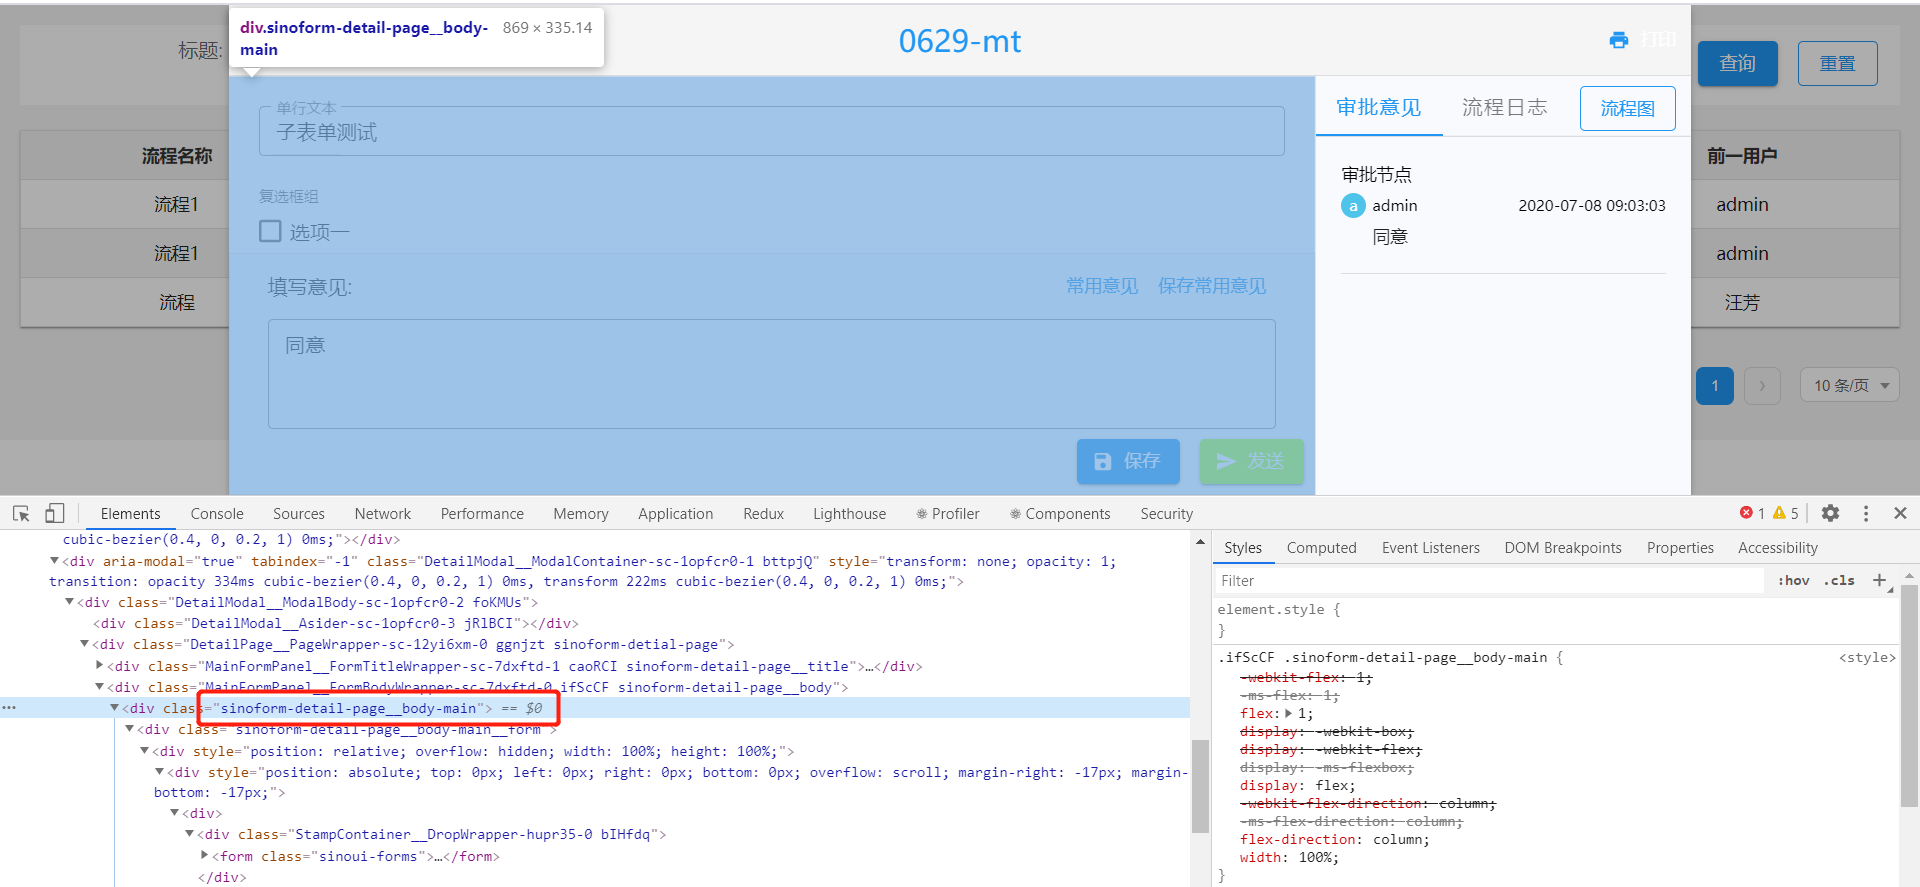 div.sinoform-detail-page__body-main 869 × 335.14
标题:
0629-mt
打印
查询
重置
单行文本
子表单测试
复选框组
选项一
填写意见:
常用意见
保存常用意见
同意
保存
发送
审批意见
流程日志
流程图
审批节点
a
admin
2020-07-08 09:03:03
同意
流程名称
前一用户
流程1
admin
流程1
admin
流程
汪芳
1
10 条/页
Elements
Console
Sources
Network
Performance
Memory
Application
Redux
Lighthouse
Profiler
Components
Security
1
5
cubic-bezier(0.4, 0, 0.2, 1) 0ms;"></div>
<div aria-modal="true" tabindex="-1" class="DetailModal__ModalContainer-sc-1opfcr0-1 bttpjQ" style="transform: none; opacity: 1;
transition: opacity 334ms cubic-bezier(0.4, 0, 0.2, 1) 0ms, transform 222ms cubic-bezier(0.4, 0, 0.2, 1) 0ms;">
<div class="DetailModal__ModalBody-sc-1opfcr0-2 foKMUs">
<div class="DetailModal__Asider-sc-1opfcr0-3 jRlBCI"></div>
<div class="DetailPage__PageWrapper-sc-12yi6xm-0 ggnjzt sinoform-detial-page">
<div class="MainFormPanel__FormTitleWrapper-sc-7dxftd-1 caoRCI sinoform-detail-page__title">…</div>
<div class="MainFormPanel__FormBodyWrapper-sc-7dxftd-0 ifScCF sinoform-detail-page__body">
<div class="sinoform-detail-page__body-main"> == $0
<div class="sinoform-detail-page__body-main__form">
<div style="position: relative; overflow: hidden; width: 100%; height: 100%;">
<div style="position: absolute; top: 0px; left: 0px; right: 0px; bottom: 0px; overflow: scroll; margin-right: -17px; margin-
bottom: -17px;">
<div>
<div class="StampContainer__DropWrapper-hupr35-0 bIHfdq">
<form class="sinoui-forms">…</form>
</div>
Styles
Computed
Event Listeners
DOM Breakpoints
Properties
Accessibility
Filter
:hov
.cls
+
element.style {
}
.ifScCF .sinoform-detail-page__body-main {
<style>
-webkit-flex: 1;
-ms-flex: 1;
flex: 1;
display: -webkit-box;
display: -webkit-flex;
display: -ms-flexbox;
display: flex;
-webkit-flex-direction: column;
-ms-flex-direction: column;
flex-direction: column;
width: 100%;
}